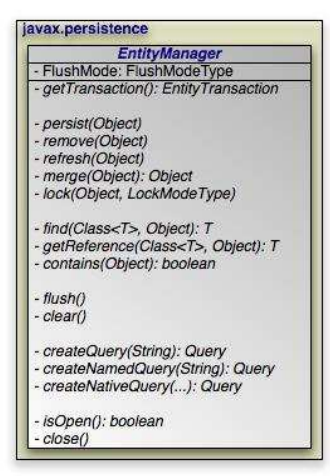 javax.persistence
EntityManager
- FlushMode: FlushModeType
- getTransaction(): EntityTransaction
- persist(Object)
- remove(Object)
- refresh(Object)
- merge(Object): Object
- lock(Object, LockModeType)
- find(Class<T>, Object): T
- getReference(Class<T>, Object): T
- contains(Object): boolean
- flush()
- clear()
- createQuery(String): Query
- createNamedQuery(String): Query
- createNativeQuery(...): Query
- isOpen(): boolean
- close()